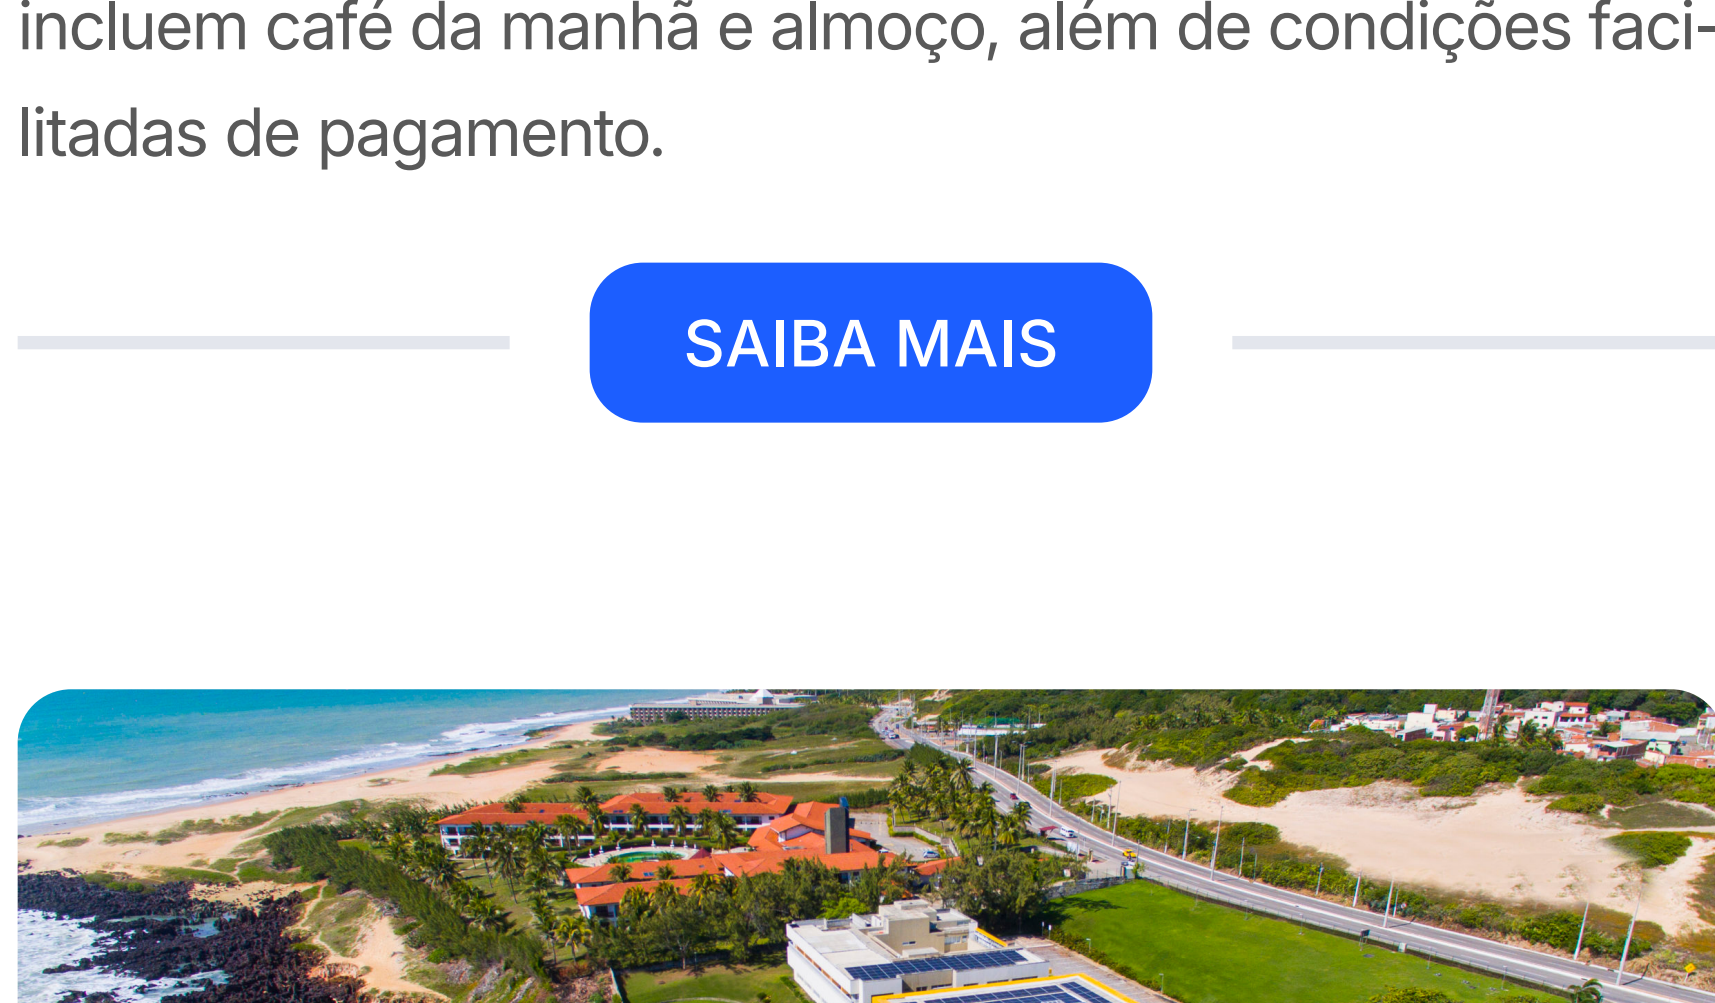 incluem café da manhã e almoço, além de condições faci-
litadas de pagamento.
SAIBA MAIS